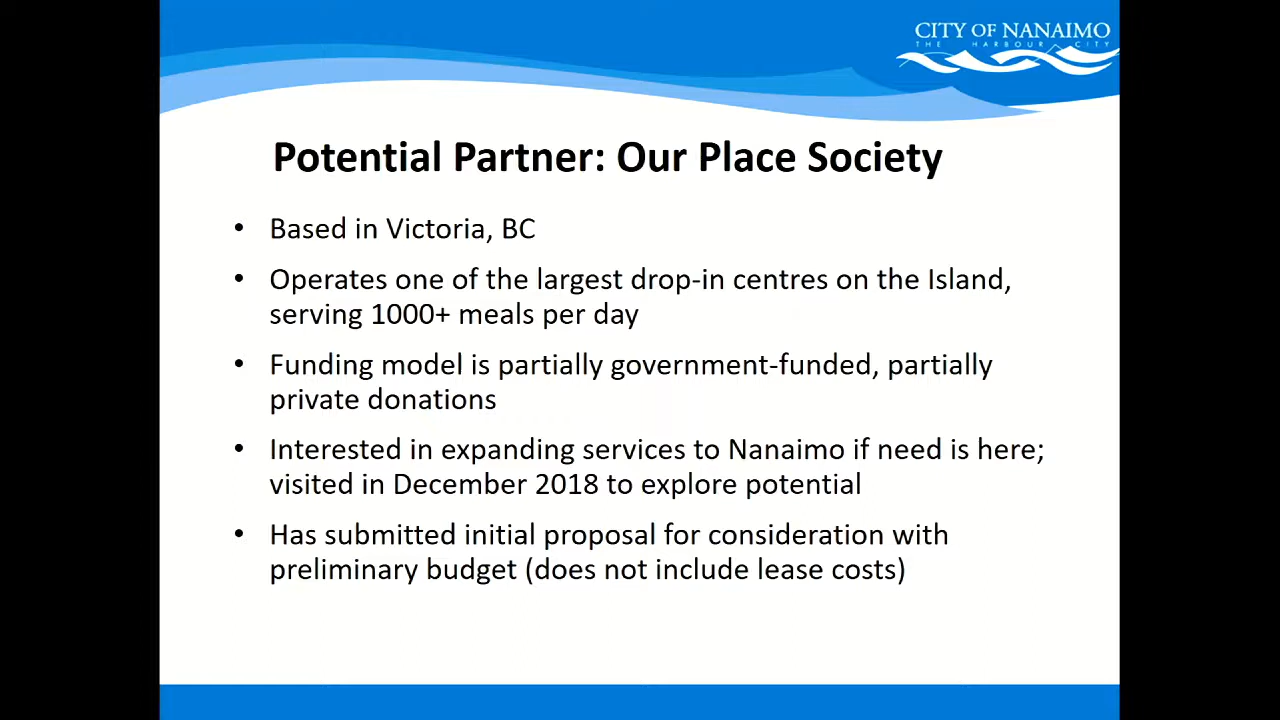 CITY OF NANAIMO
THE HARBOUR CITY
Potential Partner: Our Place Society
• Based in Victoria, BC
• Operates one of the largest drop-in centres on the Island,
serving 1000+ meals per day
• Funding model is partially government-funded, partially
private donations
• Interested in expanding services to Nanaimo if need is here;
visited in December 2018 to explore potential
• Has submitted initial proposal for consideration with
preliminary budget (does not include lease costs)